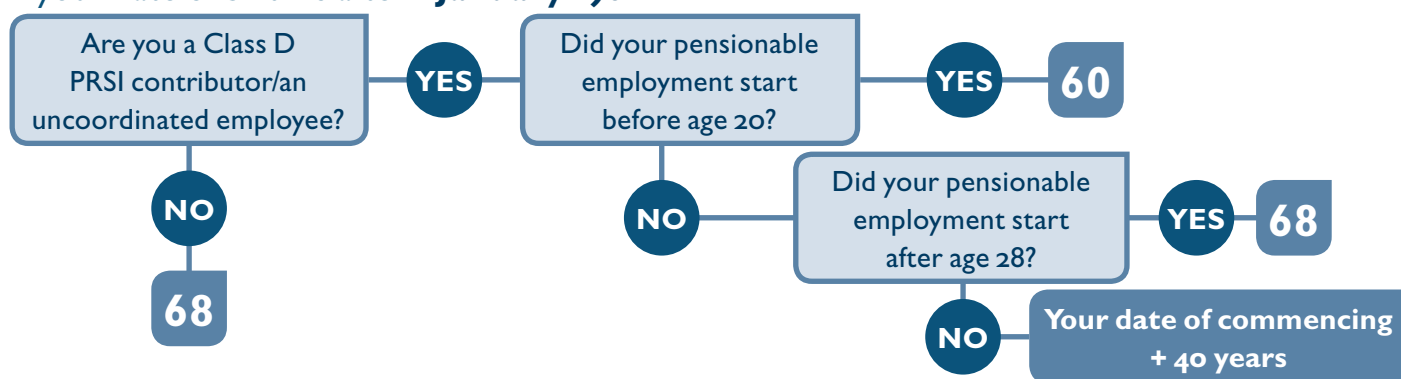 Are you a Class D
PRSI contributor/an
uncoordinated employee?
YES
Did your pensionable
employment start
before age 20?
YES
60
NO
68
NO
Did your pensionable
employment start
after age 28?
YES
68
NO
Your date of commencing
+ 40 years